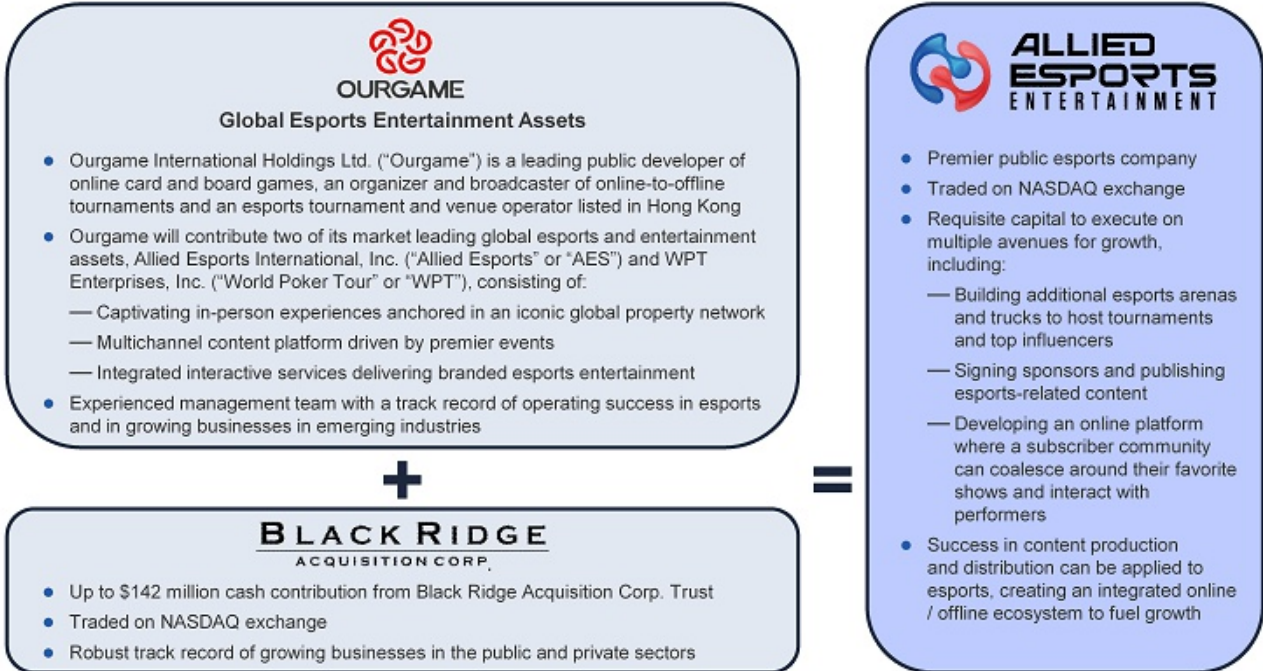 OURGAME
Global Esports Entertainment Assets
● Ourgame International Holdings Ltd. (“Ourgame”) is a leading public developer of
online card and board games, an organizer and broadcaster of online-to-offline
tournaments and an esports tournament and venue operator listed in Hong Kong
● Ourgame will contribute two of its market leading global esports and entertainment
assets, Allied Esports International, Inc. (“Allied Esports” or “AES”) and WPT
Enterprises, Inc. (“World Poker Tour” or “WPT”), consisting of:
— Captivating in-person experiences anchored in an iconic global property network
— Multichannel content platform driven by premier events
— Integrated interactive services delivering branded esports entertainment
● Experienced management team with a track record of operating success in esports
and in growing businesses in emerging industries
+
BLACK RIDGE
ACQUISITION CORP.
● Up to $142 million cash contribution from Black Ridge Acquisition Corp. Trust
● Traded on NASDAQ exchange
● Robust track record of growing businesses in the public and private sectors
=
ALLIED
ESPORTS
ENTERTAINMENT
● Premier public esports company
● Traded on NASDAQ exchange
● Requisite capital to execute on
multiple avenues for growth,
including:
— Building additional esports arenas
and trucks to host tournaments
and top influencers
— Signing sponsors and publishing
esports-related content
— Developing an online platform
where a subscriber community
can coalesce around their favorite
shows and interact with
performers
● Success in content production
and distribution can be applied to
esports, creating an integrated online
/ offline ecosystem to fuel growth